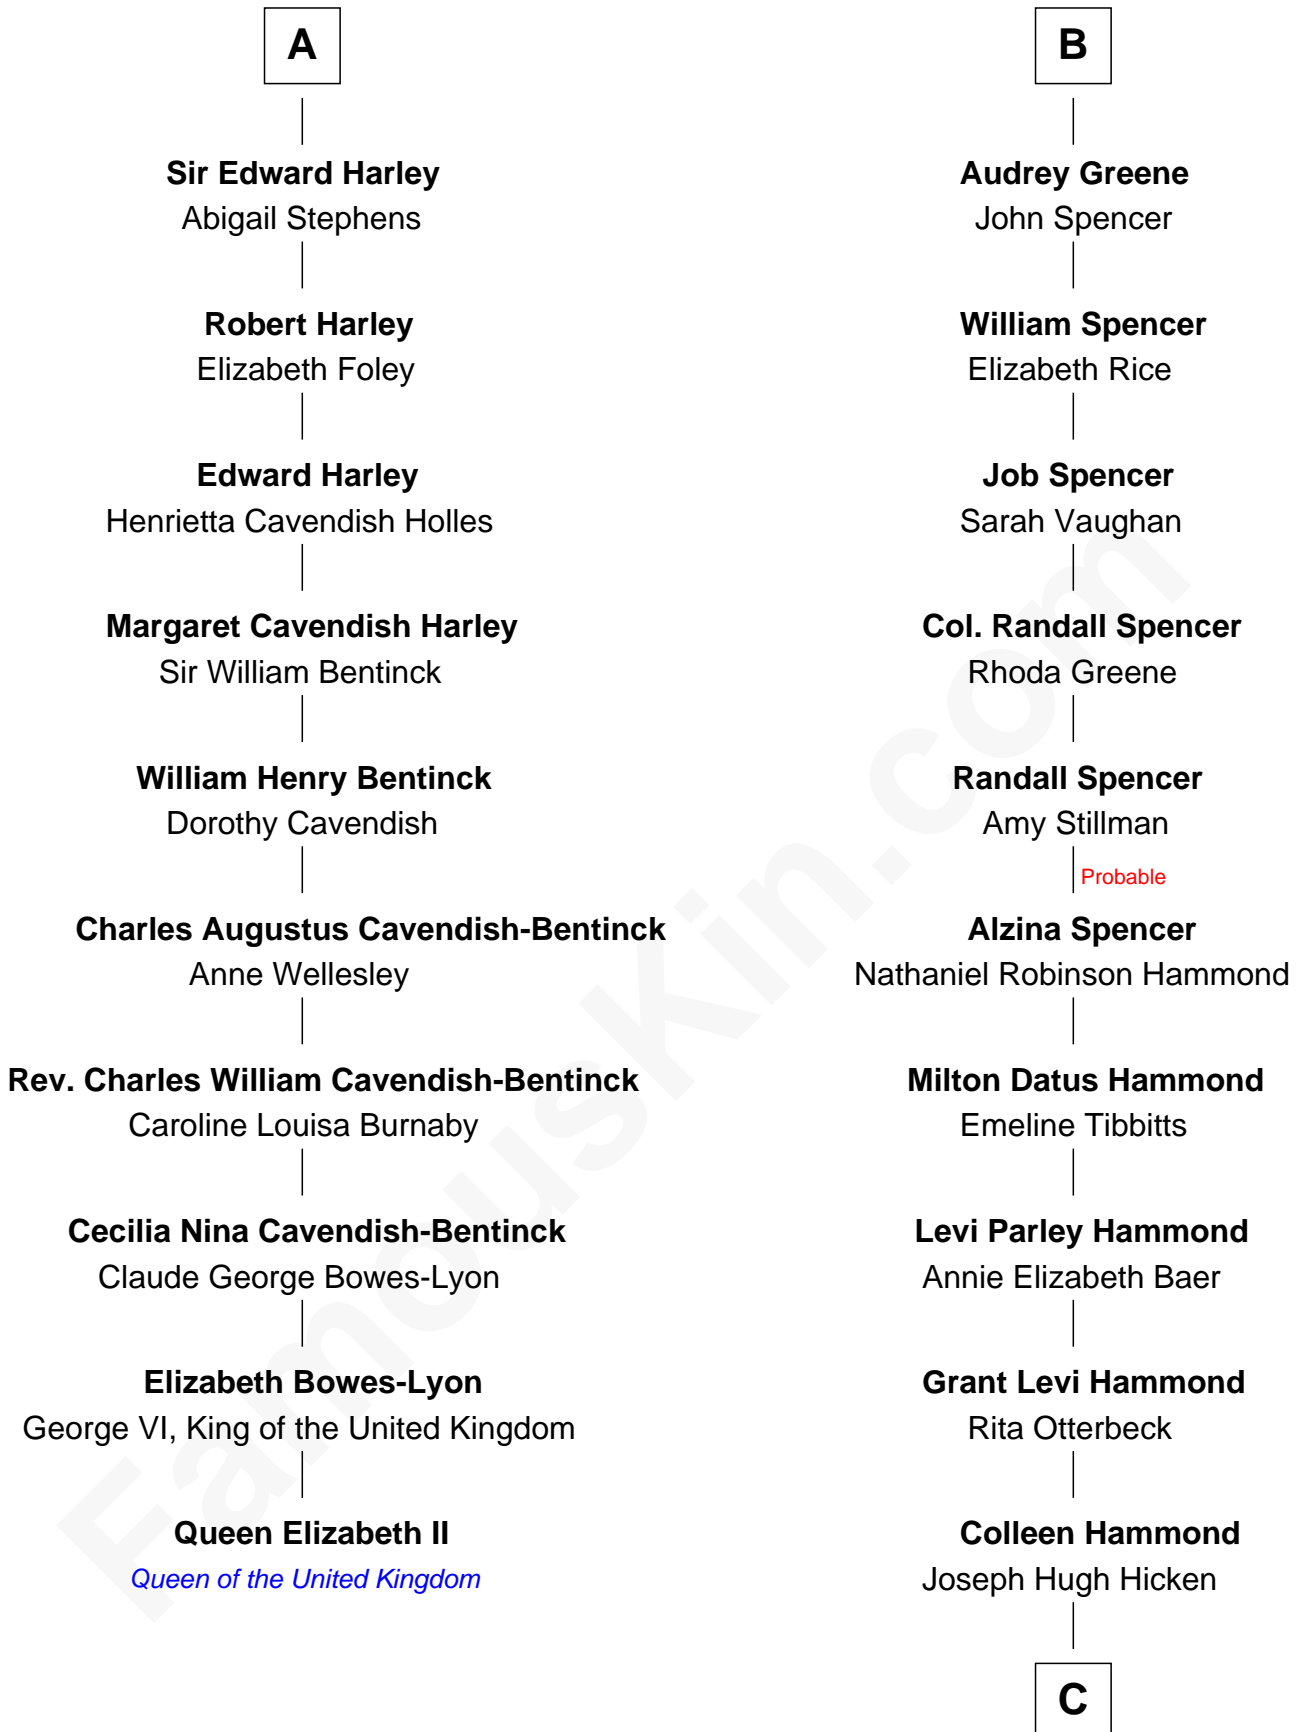 A
Sir Edward Harley
Abigail Stephens
Robert Harley
Elizabeth Foley
Edward Harley
Henrietta Cavendish Holles
Margaret Cavendish Harley
Sir William Bentinck
William Henry Bentinck
Dorothy Cavendish
Charles Augustus Cavendish-Bentinck
Anne Wellesley
Rev. Charles William Cavendish-Bentinck
Caroline Louisa Burnaby
Cecilia Nina Cavendish-Bentinck
Claude George Bowes-Lyon
Elizabeth Bowes-Lyon
George VI, King of the United Kingdom
Queen Elizabeth II
Queen of the United Kingdom
B
Audrey Greene
John Spencer
William Spencer
Elizabeth Rice
Job Spencer
Sarah Vaughan
Col. Randall Spencer
Rhoda Greene
Randall Spencer
Amy Stillman
Probable
Alzina Spencer
Nathaniel Robinson Hammond
Milton Datus Hammond
Emeline Tibbitts
Levi Parley Hammond
Annie Elizabeth Baer
Grant Levi Hammond
Rita Otterbeck
Colleen Hammond
Joseph Hugh Hicken
C
FamousKin.com